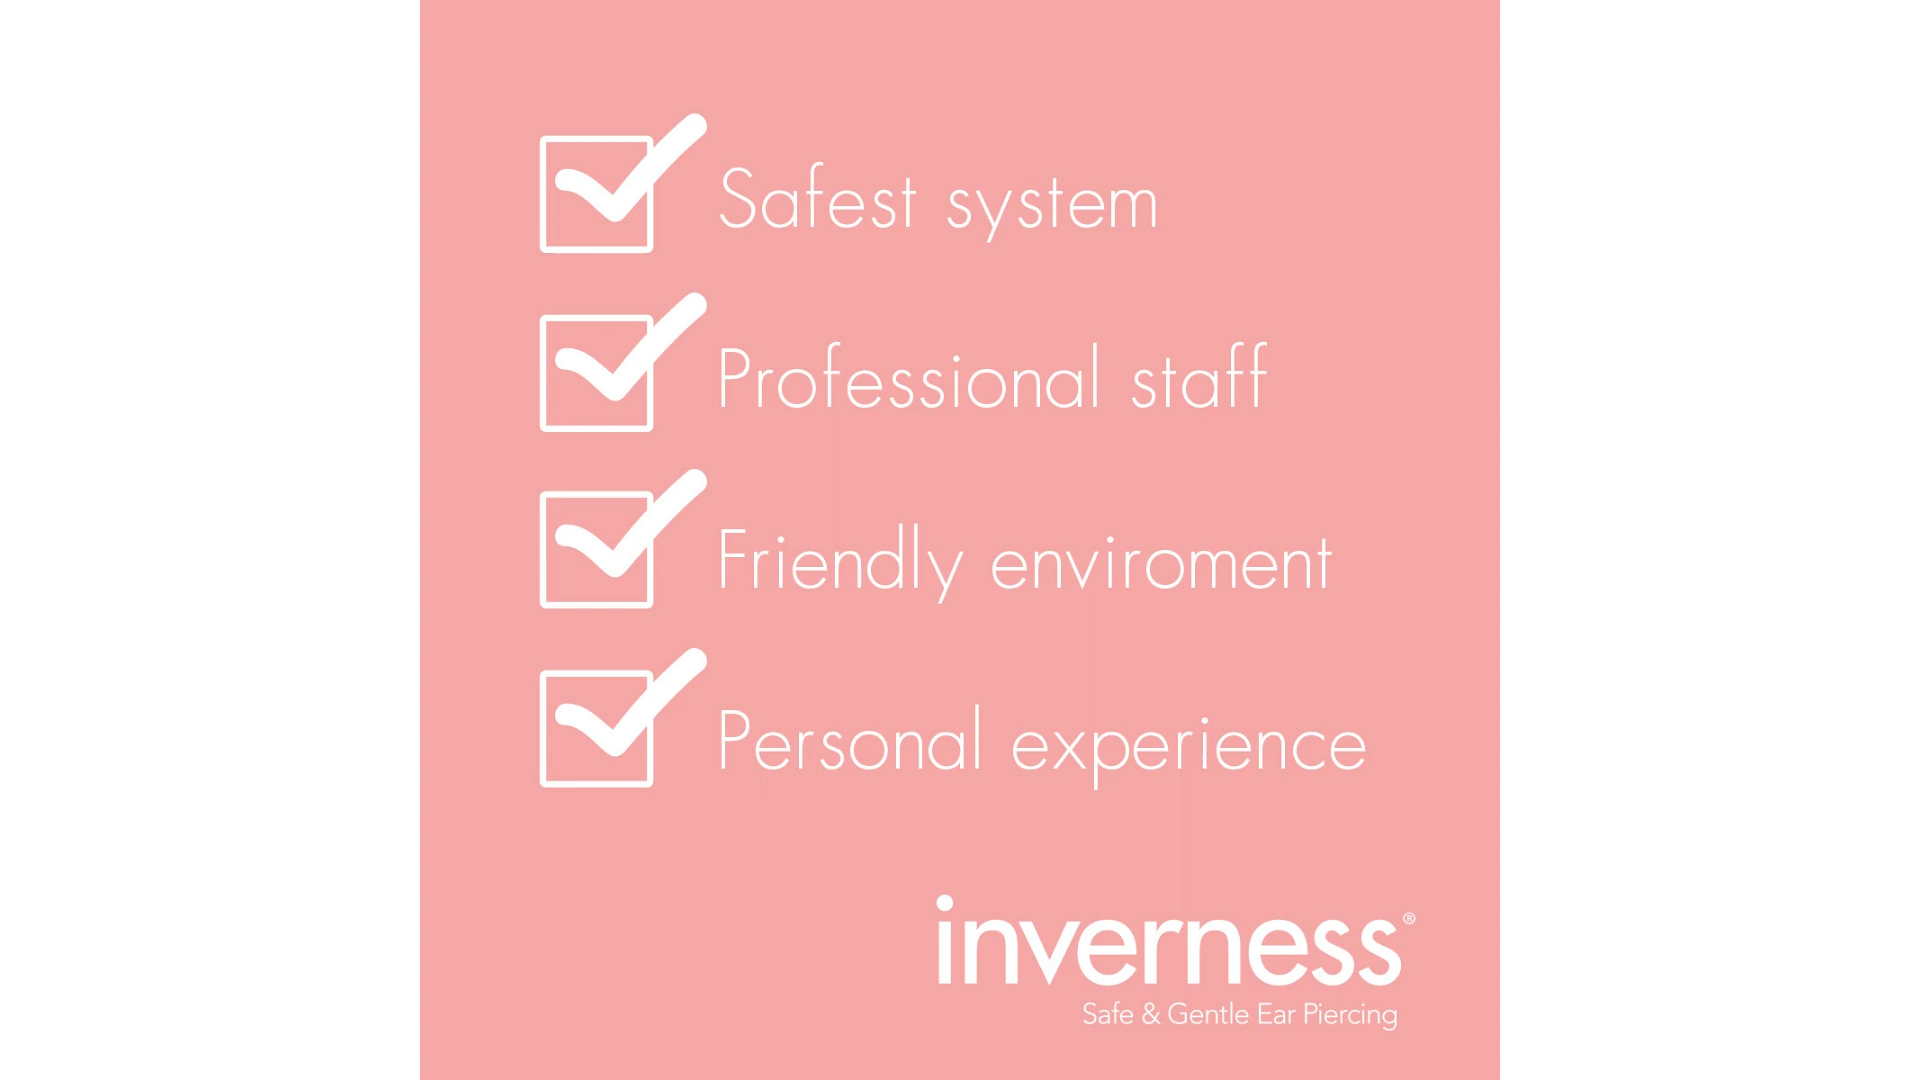 Safest system
Professional staff
Friendly enviroment
Personal experience
inverness®
Safe & Gentle Ear Piercing